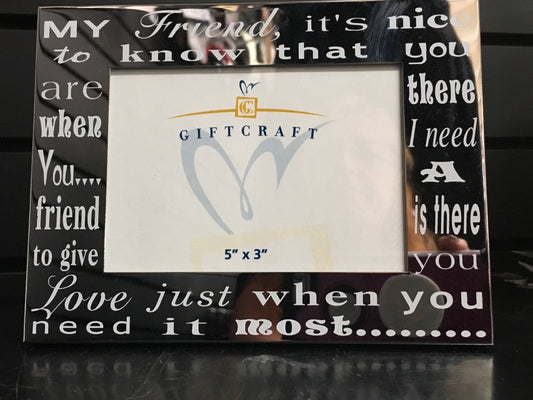 MY Friend, it's nice
to know that you
are there
when I need
You.... A
friend is there
to give you
Love just when you
need it most.........
GC
GIFTCRAFT
5" x 3"